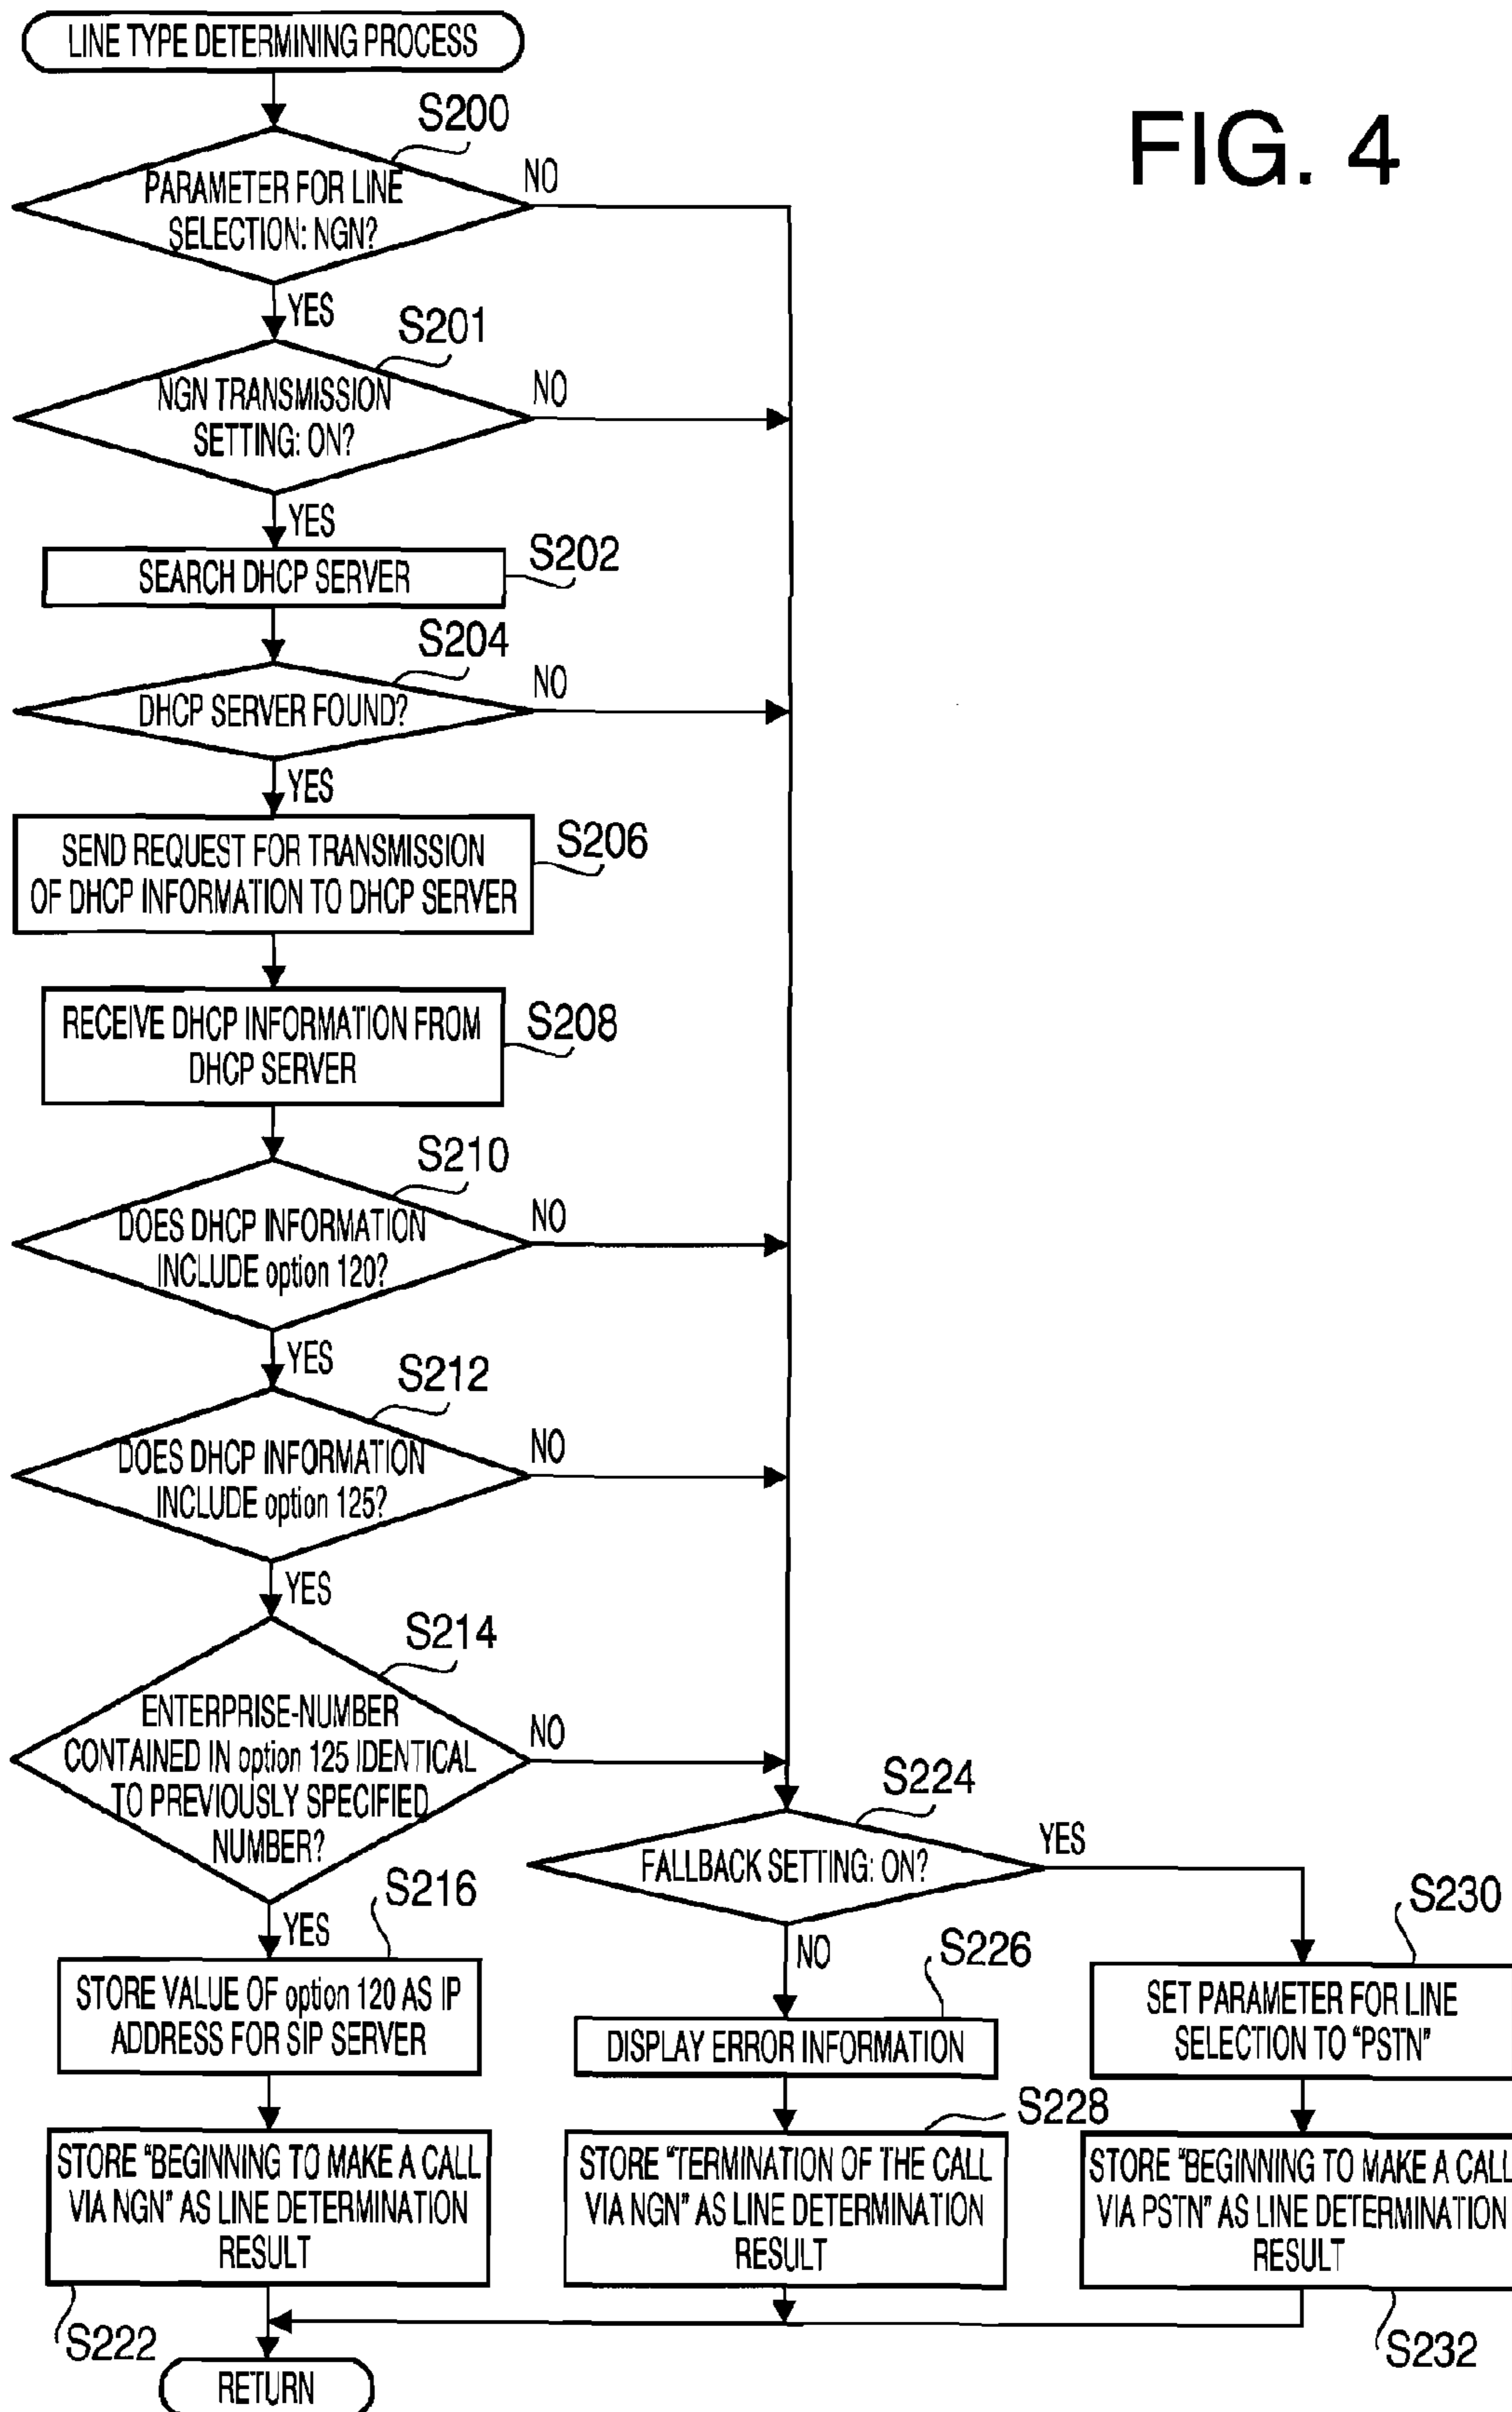 LINE TYPE DETERMINING PROCESS
FIG. 4
S200
PARAMETER FOR LINE
SELECTION: NGN?
NO
YES
S201
NGN TRANSMISSION
SETTING: ON?
NO
YES
SEARCH DHCP SERVER
S202
S204
DHCP SERVER FOUND?
NO
YES
SEND REQUEST FOR TRANSMISSION
OF DHCP INFORMATION TO DHCP SERVER
S206
RECEIVE DHCP INFORMATION FROM
DHCP SERVER
S208
S210
DOES DHCP INFORMATION
INCLUDE option 120?
NO
YES
S212
DOES DHCP INFORMATION
INCLUDE option 125?
NO
YES
S214
ENTERPRISE-NUMBER
CONTAINED IN option 125 IDENTICAL
TO PREVIOUSLY SPECIFIED
NUMBER?
NO
YES
S216
STORE VALUE OF option 120 AS IP
ADDRESS FOR SIP SERVER
STORE "BEGINNING TO MAKE A CALL
VIA NGN" AS LINE DETERMINATION
RESULT
S222
S224
FALLBACK SETTING: ON?
YES
NO
S226
DISPLAY ERROR INFORMATION
S228
STORE "TERMINATION OF THE CALL
VIA NGN" AS LINE DETERMINATION
RESULT
S230
SET PARAMETER FOR LINE
SELECTION TO "PSTN"
STORE "BEGINNING TO MAKE A CALL
VIA PSTN" AS LINE DETERMINATION
RESULT
S232
RETURN